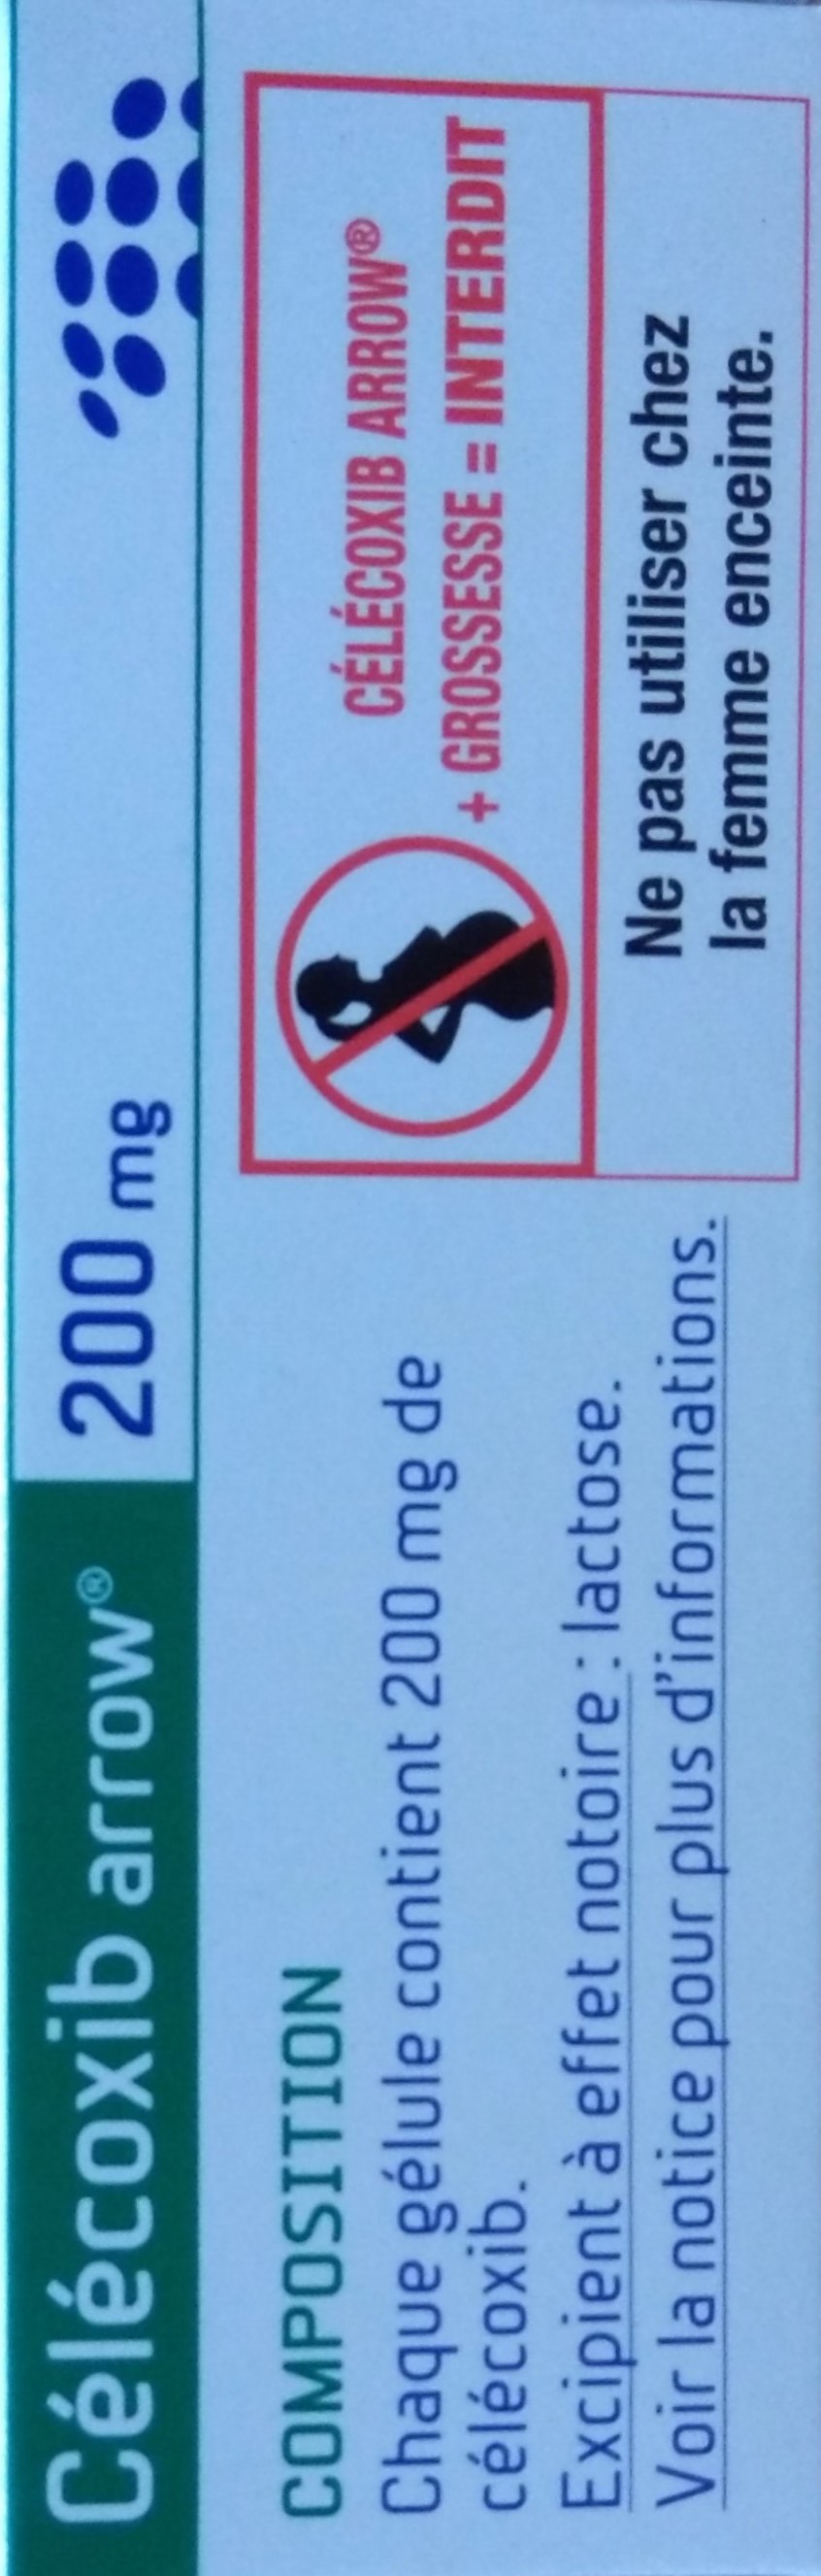 Célécoxib arrow® 200 mg
COMPOSITION
Chaque gélule contient 200 mg de
célécoxib.
Excipient à effet notoire : lactose.
Voir la notice pour plus d'informations.
CÉLÉCOXIB ARROW®
+ GROSSESSE = INTERDIT
Ne pas utiliser chez
la femme enceinte.